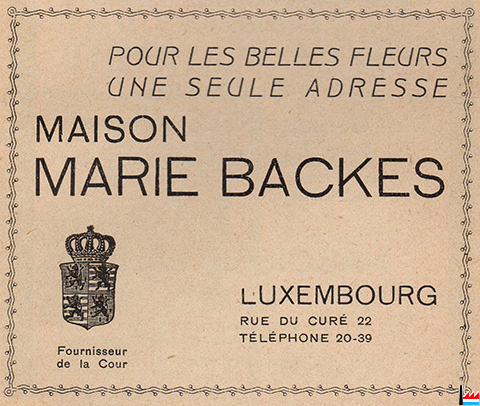 POUR LES BELLES FLEURS
UNE SEULE ADRESSE
MAISON
MARIE BACKES
LUXEMBOURG
RUE DU CURÉ 22
TÉLÉPHONE 20-39
Fournisseur
de la Cour